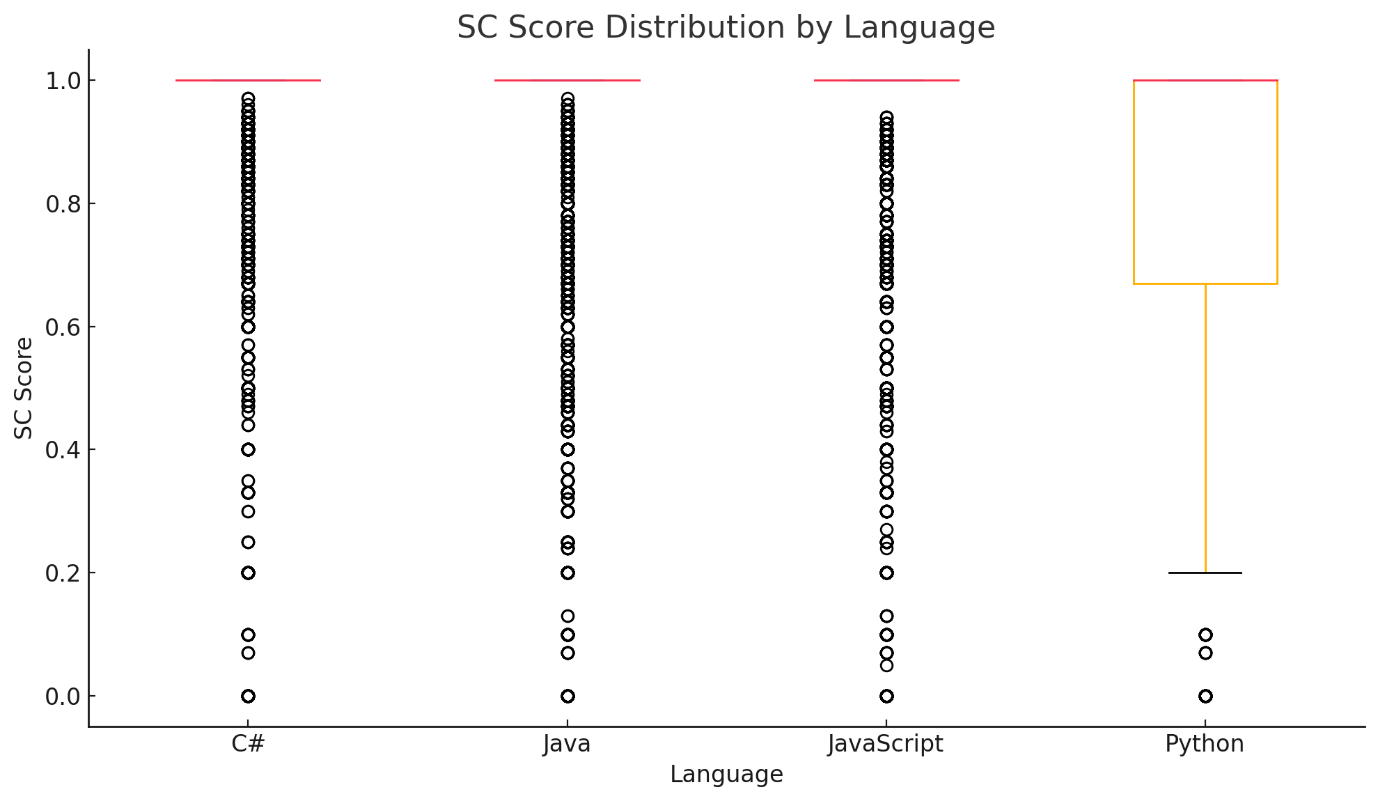 SC Score Distribution by Language
1.0
0.8
0.6
0.4
0.2
0.0
SC Score
C#
Java
JavaScript
Python
Language